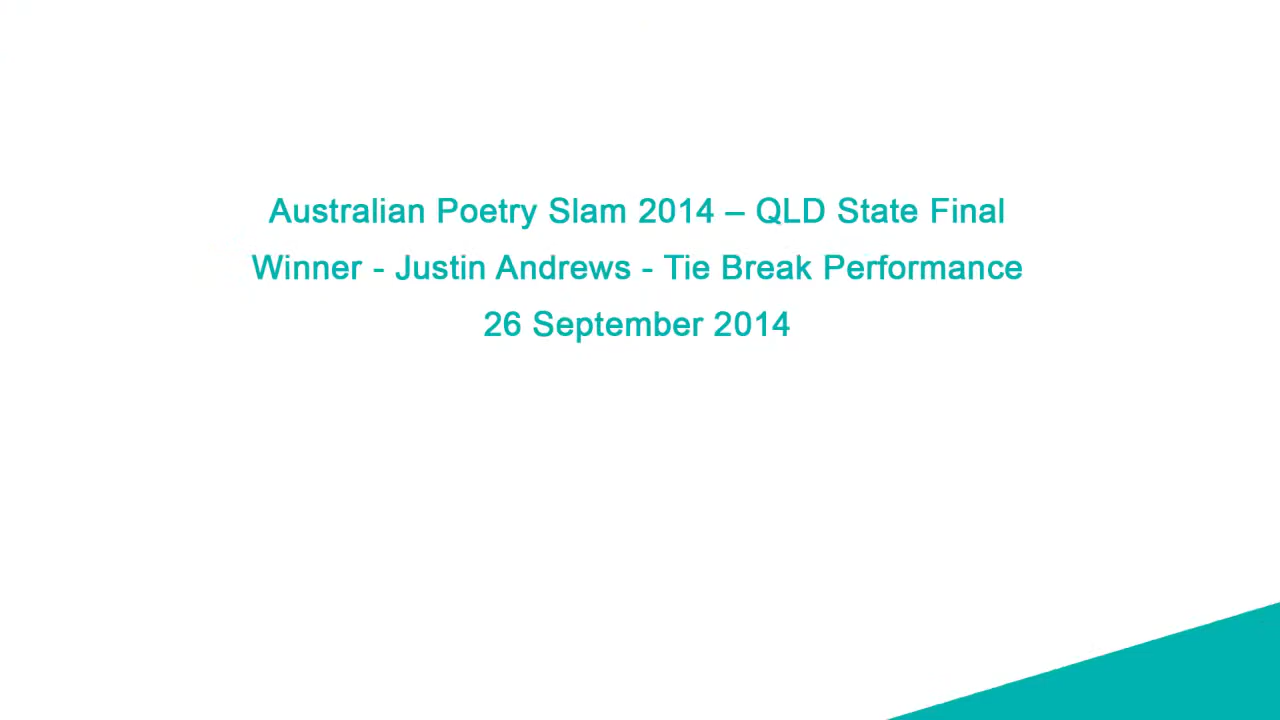 Australian Poetry Slam 2014 – QLD State Final
Winner - Justin Andrews - Tie Break Performance
26 September 2014